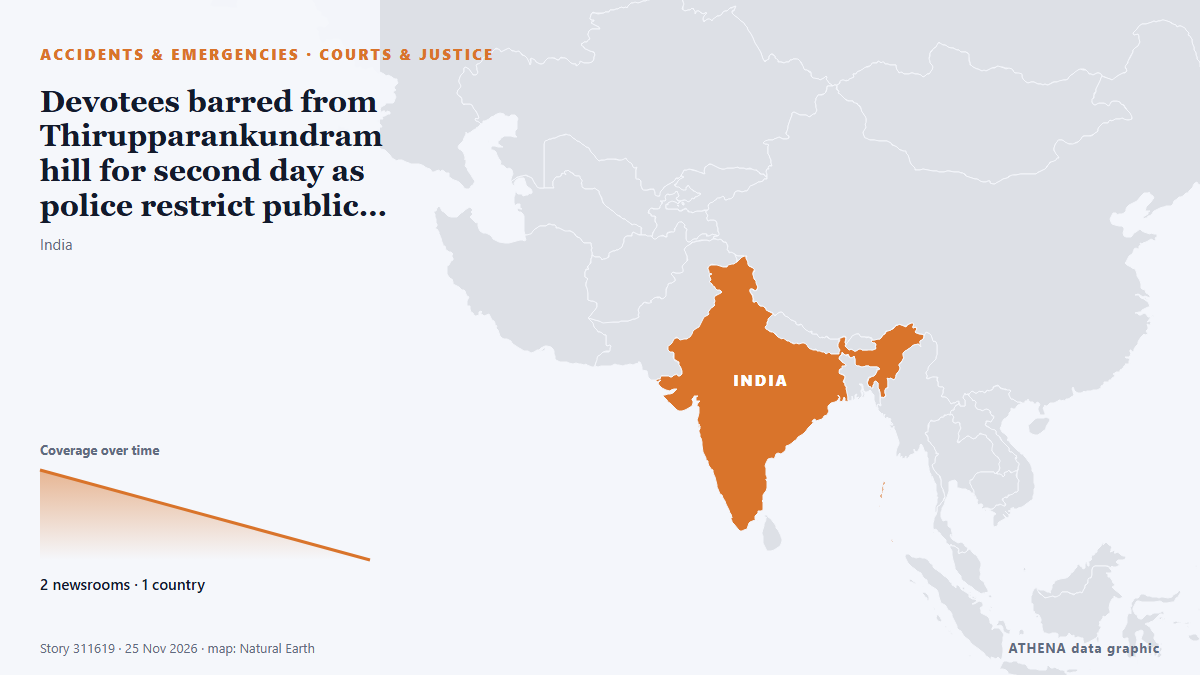 ACCIDENTS & EMERGENCIES · COURTS & JUSTICE
Devotees barred from
Thirupparankundram
hill for second day as
police restrict public...
India
INDIA
Coverage over time
2 newsrooms · 1 country
Story 311619 · 25 Nov 2026 · map: Natural Earth
ATHENA data graphic